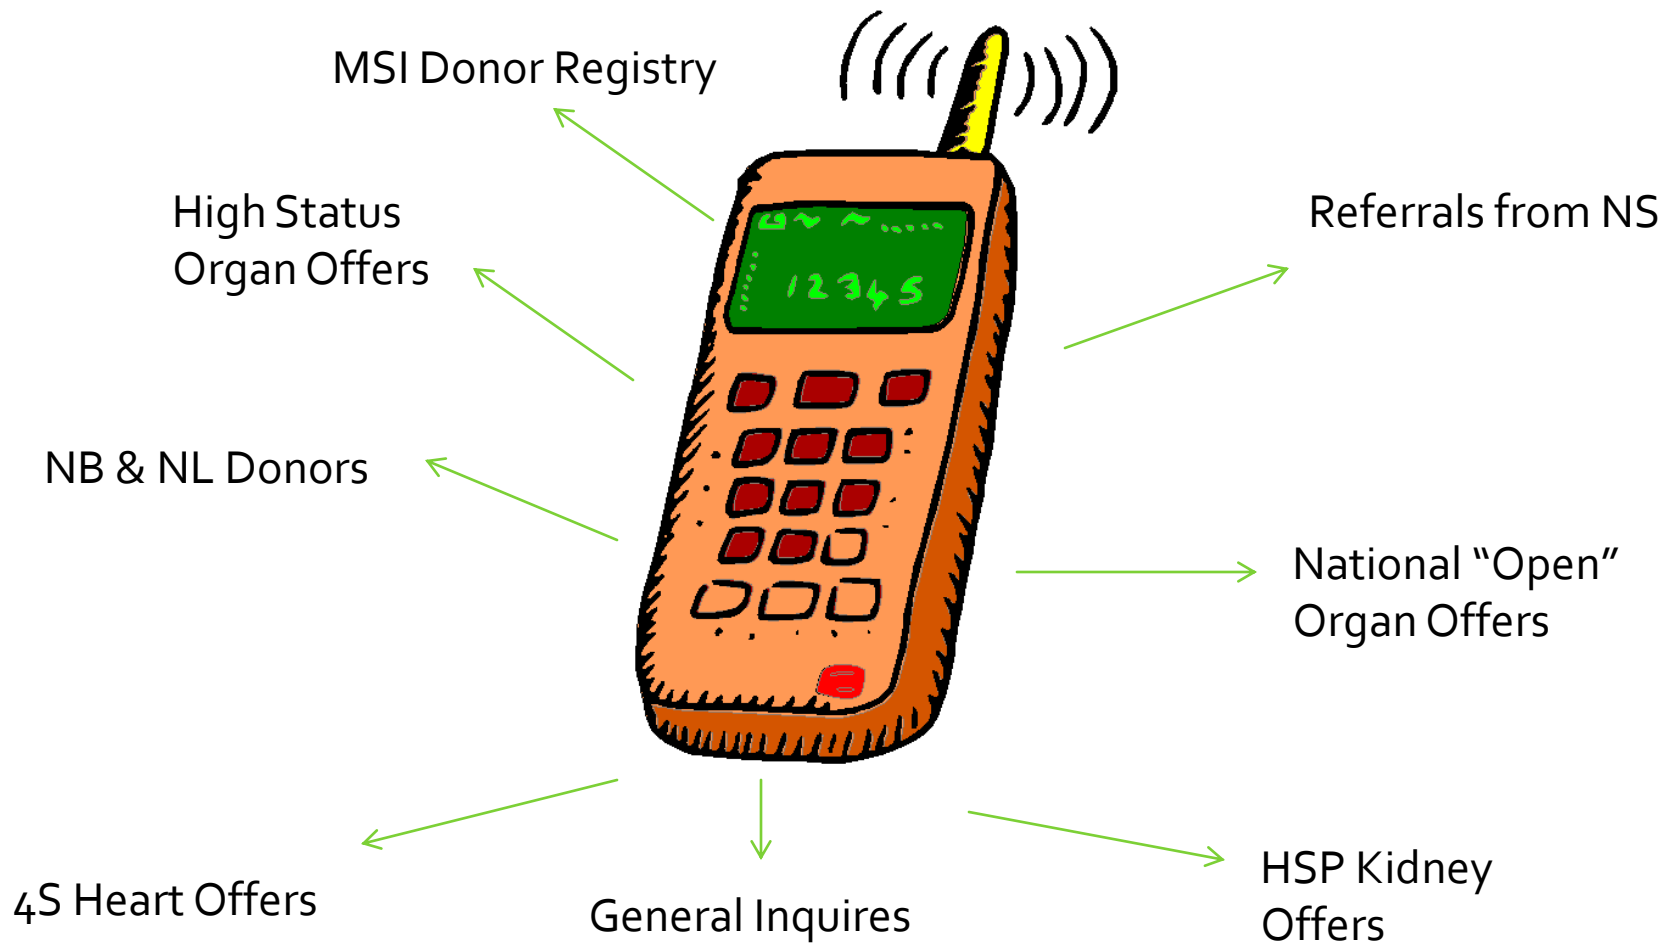 MSI Donor Registry
High Status
Organ Offers
Referrals from NS
12345
NB & NL Donors
National “Open”
Organ Offers
4S Heart Offers
General Inquires
HSP Kidney
Offers